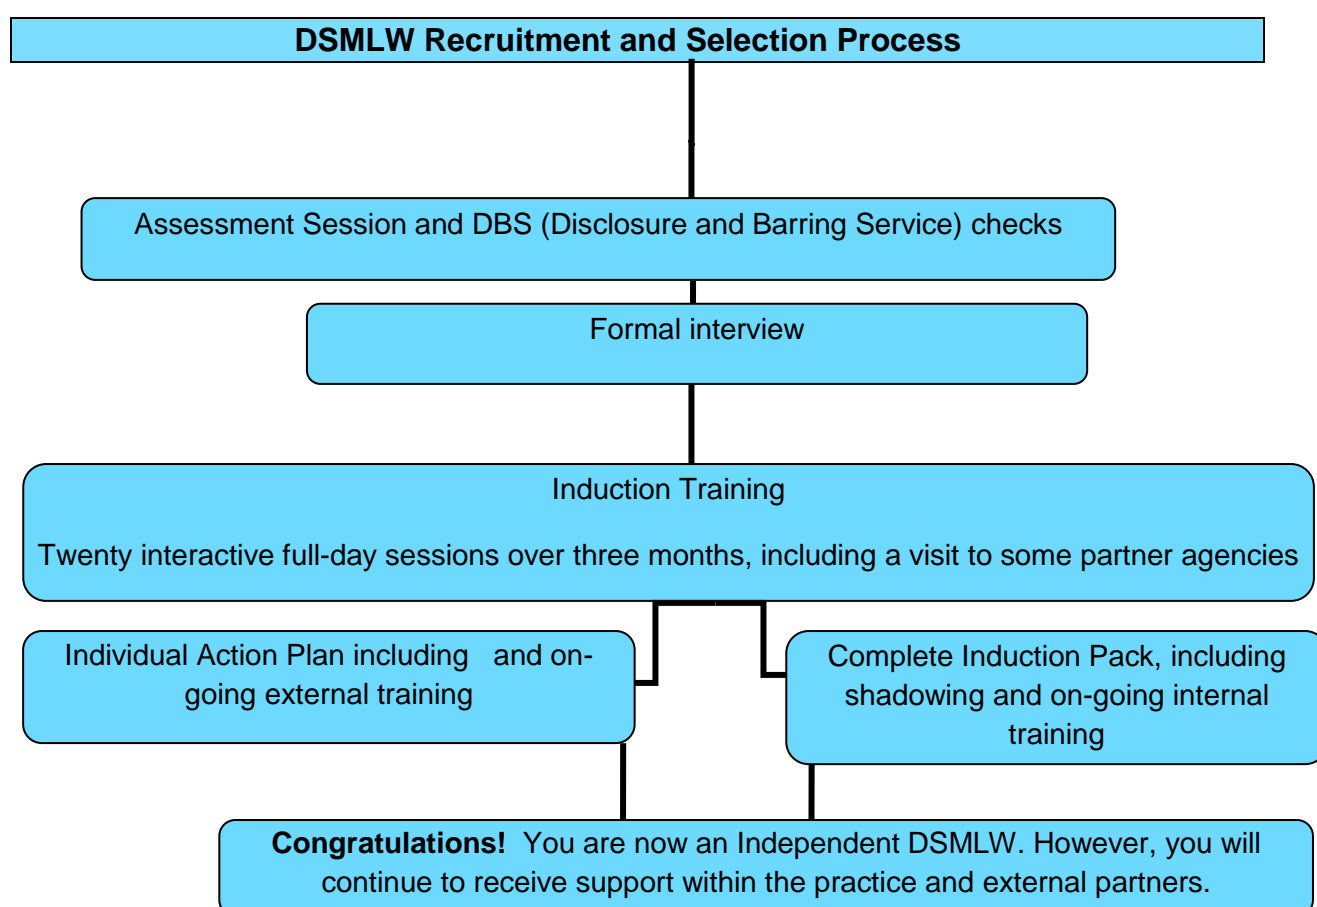 DSMLW Recruitment and Selection Process
Assessment Session and DBS (Disclosure and Barring Service) checks
Formal interview
Induction Training
Twenty interactive full-day sessions over three months, including a visit to some partner agencies
Individual Action Plan including   and on-
going external training
Complete Induction Pack, including
shadowing and on-going internal
training
Congratulations!  You are now an Independent DSMLW. However, you will
continue to receive support within the practice and external partners.